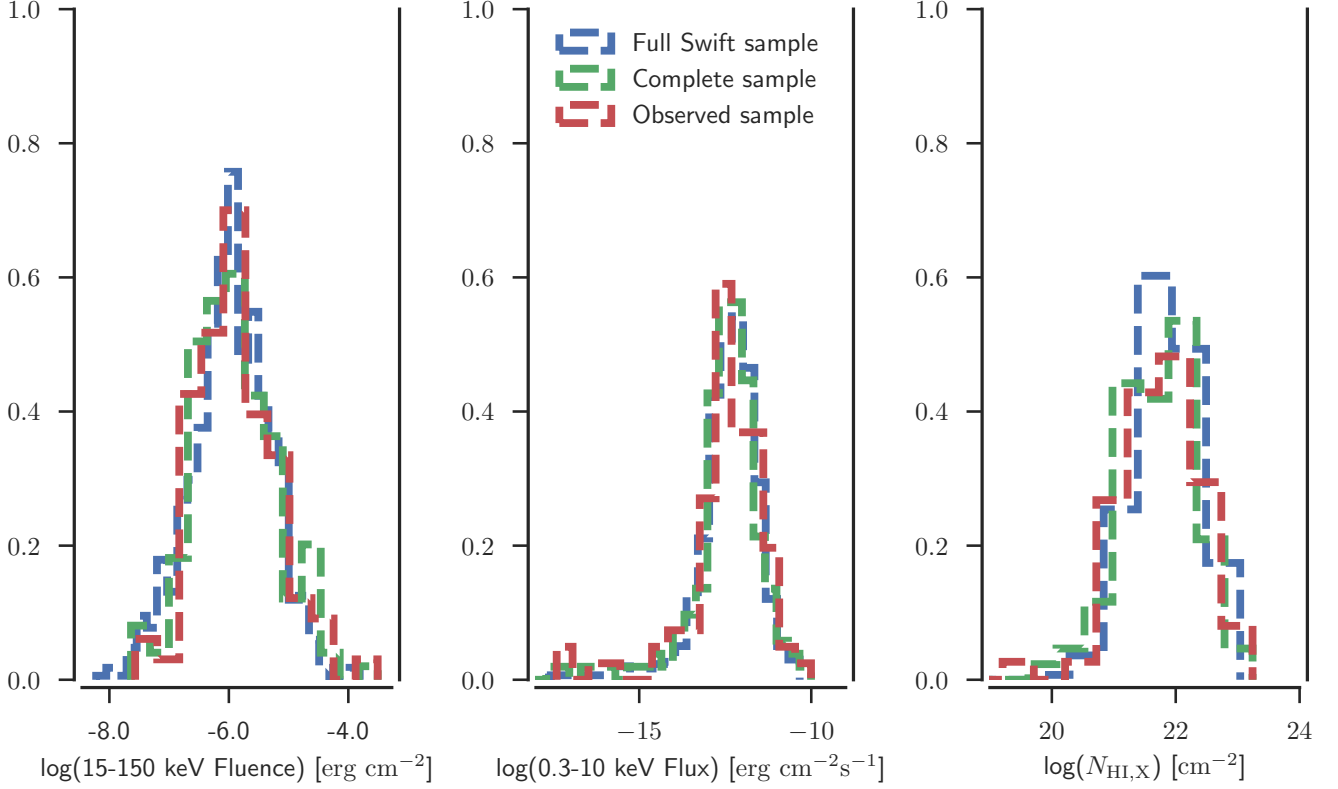 1.0
0.8
0.6
0.4
0.2
0.0
-8.0 -6.0 -4.0
log(15-150 keV Fluence) [erg cm⁻²]
1.0
0.8
0.6
0.4
0.2
0.0
Full Swift sample
Complete sample
Observed sample
−15 −10
log(0.3-10 keV Flux) [erg cm⁻²s⁻¹]
1.0
0.8
0.6
0.4
0.2
0.0
20 22 24
log(N_HI,X) [cm⁻²]